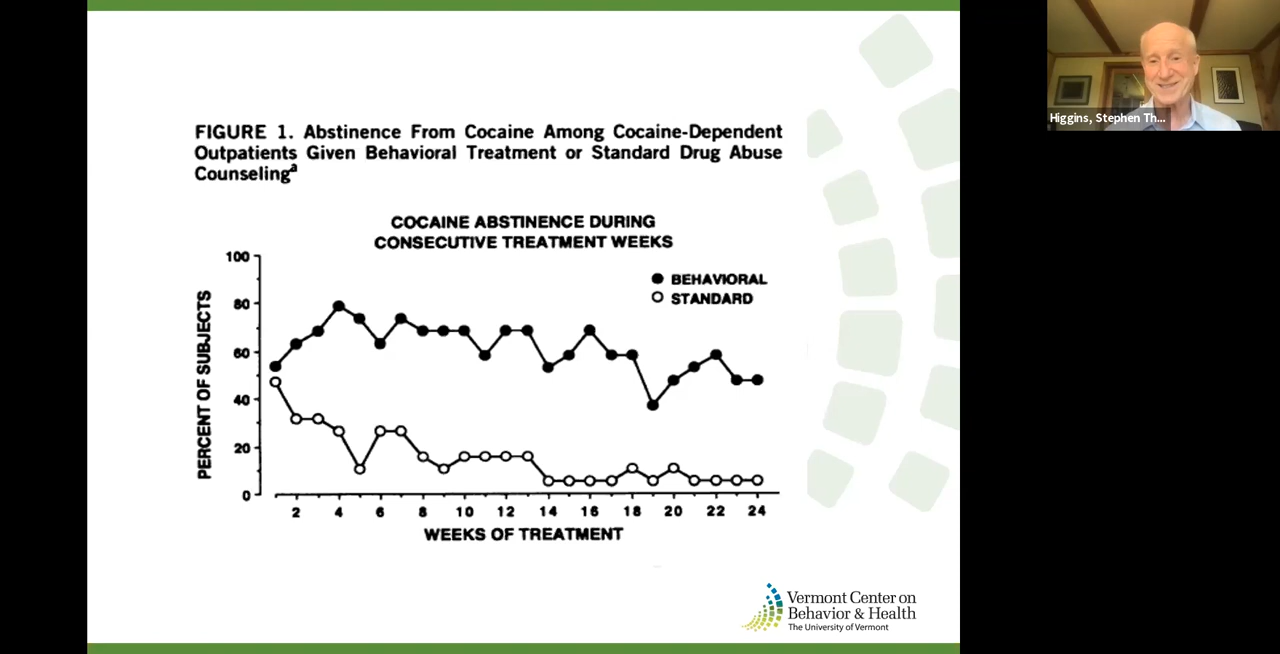 FIGURE 1. Abstinence From Cocaine Among Cocaine-Dependent
Outpatients Given Behavioral Treatment or Standard Drug Abuse
Counselingª
COCAINE ABSTINENCE DURING
CONSECUTIVE TREATMENT WEEKS
BEHAVIORAL
STANDARD
PERCENT OF SUBJECTS
100
80
60
40
20
0
2 4 6 8 10 12 14 16 18 20 22 24
WEEKS OF TREATMENT
Vermont Center on
Behavior & Health
The University of Vermont
Higgins, Stephen Th...